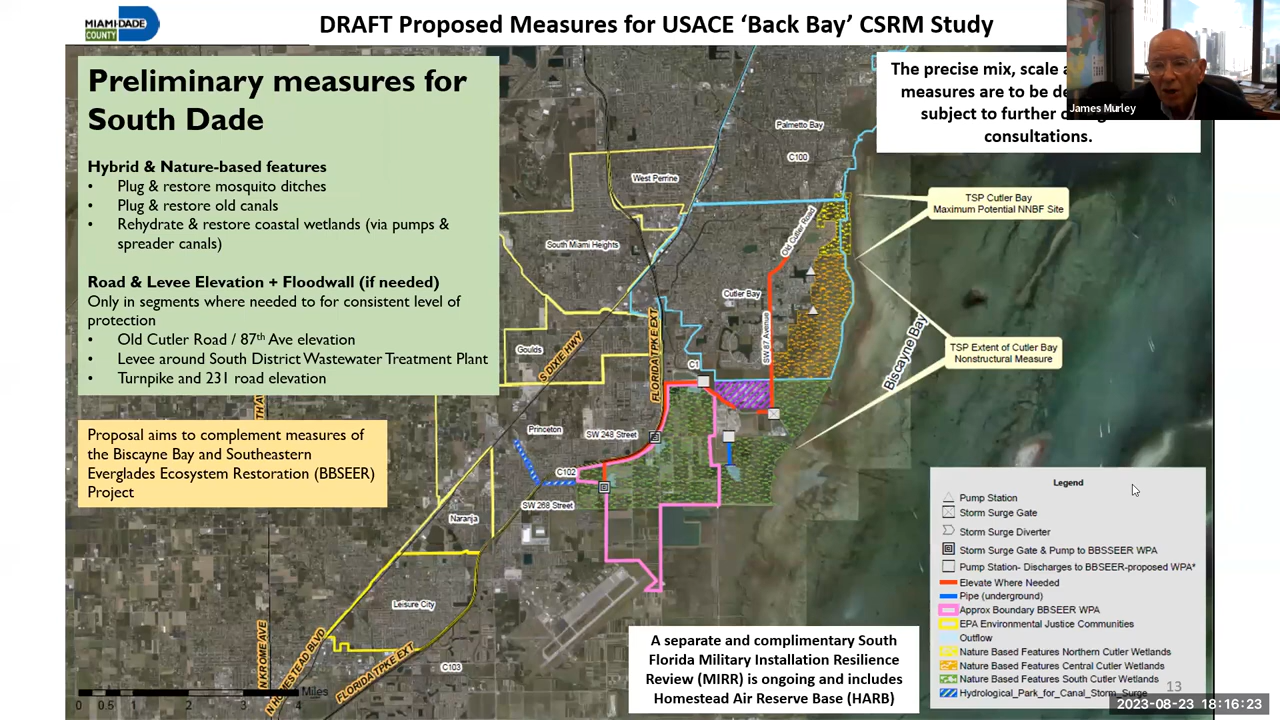 MIAMI-DADE
COUNTY
DRAFT Proposed Measures for USACE ‘Back Bay’ CSRM Study
Preliminary measures for
South Dade
Hybrid & Nature-based features
• Plug & restore mosquito ditches
• Plug & restore old canals
• Rehydrate & restore coastal wetlands (via pumps &
spreader canals)
Road & Levee Elevation + Floodwall (if needed)
Only in segments where needed to for consistent level of
protection
• Old Cutler Road / 87th Ave elevation
• Levee around South District Wastewater Treatment Plant
• Turnpike and 231 road elevation
Proposal aims to complement measures of
the Biscayne Bay and Southeastern
Everglades Ecosystem Restoration (BBSEER)
Project
The precise mix, scale
measures are to be
subject to further
consultations.
James Murley
Palmetto Bay
C100
West Perrine
South Miami Heights
Old Cutler Road
Cutler Bay
SW 87 Avenue
Goulds
S DIXIE HWY
FLORIDA TPKE EXT
C1
Biscayne Bay
TSP Cutler Bay
Maximum Potential NNBF Site
TSP Extent of Cutler Bay
Nonstructural Measure
Princeton
SW 248 Street
C102
SW 268 Street
Naranja
Leisure City
C103
N KROME AVE
FLORIDA TPKE EXT
0 0.5 1 2 3 4 Miles
A separate and complimentary South
Florida Military Installation Resilience
Review (MIRR) is ongoing and includes
Homestead Air Reserve Base (HARB)
Legend
Pump Station
Storm Surge Gate
Storm Surge Diverter
Storm Surge Gate & Pump to BBSSEER WPA
Pump Station- Discharges to BBSEER-proposed WPA*
Elevate Where Needed
Pipe (underground)
Approx Boundary BBSEER WPA
EPA Environmental Justice Communities
Outflow
Nature Based Features Northern Cutler Wetlands
Nature Based Features Central Cutler Wetlands
Nature Based Features South Cutler Wetlands
Hydrological_Park_for_Canal_Storm_Surge
13
2023-08-23 18:16:23